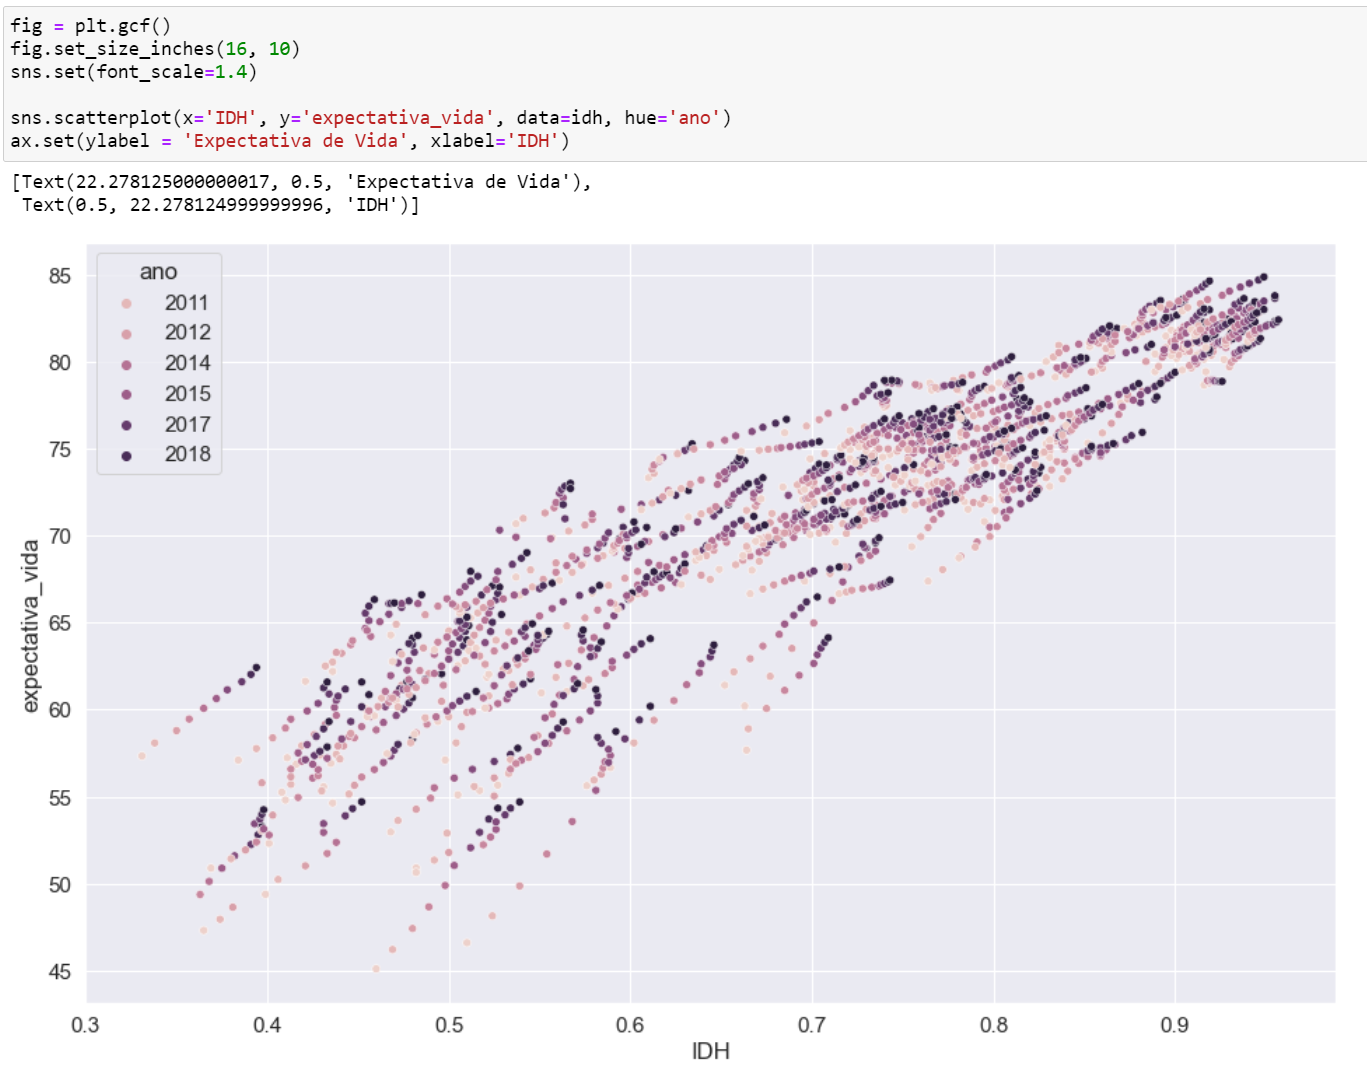 fig = plt.gcf()
fig.set_size_inches(16, 10)
sns.set(font_scale=1.4)
sns.scatterplot(x='IDH', y='expectativa_vida', data=idh, hue='ano')
ax.set(ylabel = 'Expectativa de Vida', xlabel='IDH')
[Text(22.278125000000017, 0.5, 'Expectativa de Vida'),
Text(0.5, 22.278124999999996, 'IDH')]
ano
2011
2012
2014
2015
2017
2018
85
80
75
70
65
60
55
50
45
expectativa_vida
0.3 0.4 0.5 0.6 0.7 0.8 0.9
IDH